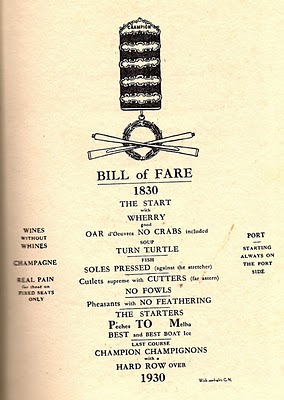 CHAMPION
BILL of FARE
1830
THE START
with
WHERRY
good
OAR d'Oeuvres NO CRABS included
SOUP
TURN TURTLE
FISH
SOLES PRESSED (against the stretcher)
Cutlets supreme with CUTTERS (far astern)
NO FOWLS
Pheasants with NO FEATHERING
THE STARTERS
Pêches TO Melba
BEST and BEST BOAT Ice
LAST COURSE
CHAMPION CHAMPIGNONS
with a
HARD ROW OVER
1930
WINES
WITHOUT
WHINES
CHAMPAGNE
REAL PAIN
for those on
FIXED SEATS
ONLY
PORT
STARTING
ALWAYS ON
THE PORT
SIDE
With apologies G.N.